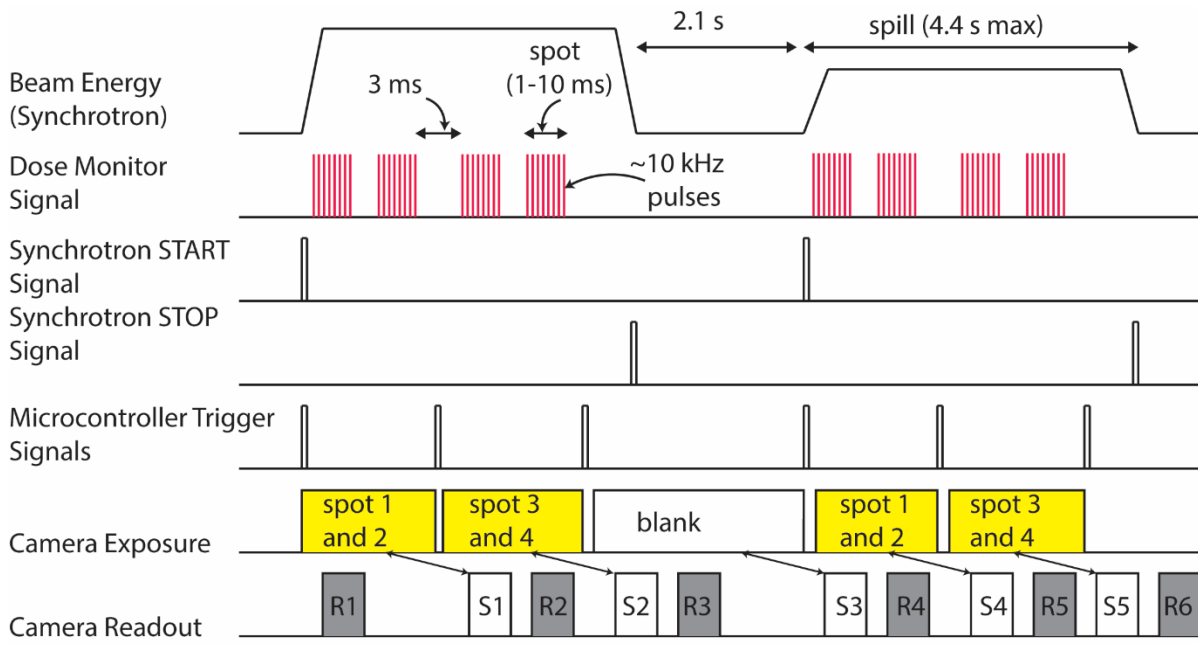 2.1 s
spill (4.4 s max)
spot
(1-10 ms)
3 ms
Beam Energy
(Synchrotron)
Dose Monitor
Signal
~10 kHz
pulses
Synchrotron START
Signal
Synchrotron STOP
Signal
Microcontroller Trigger
Signals
Camera Exposure
spot 1
and 2
spot 3
and 4
blank
spot 1
and 2
spot 3
and 4
Camera Readout
R1
S1
R2
S2
R3
S3
R4
S4
R5
S5
R6